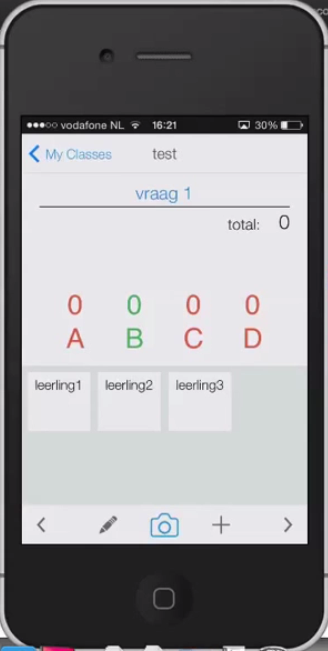 vodafone NL 16:21 30%
My Classes test
vraag 1
total: 0
0 0 0 0
A B C D
leerling1 leerling2 leerling3